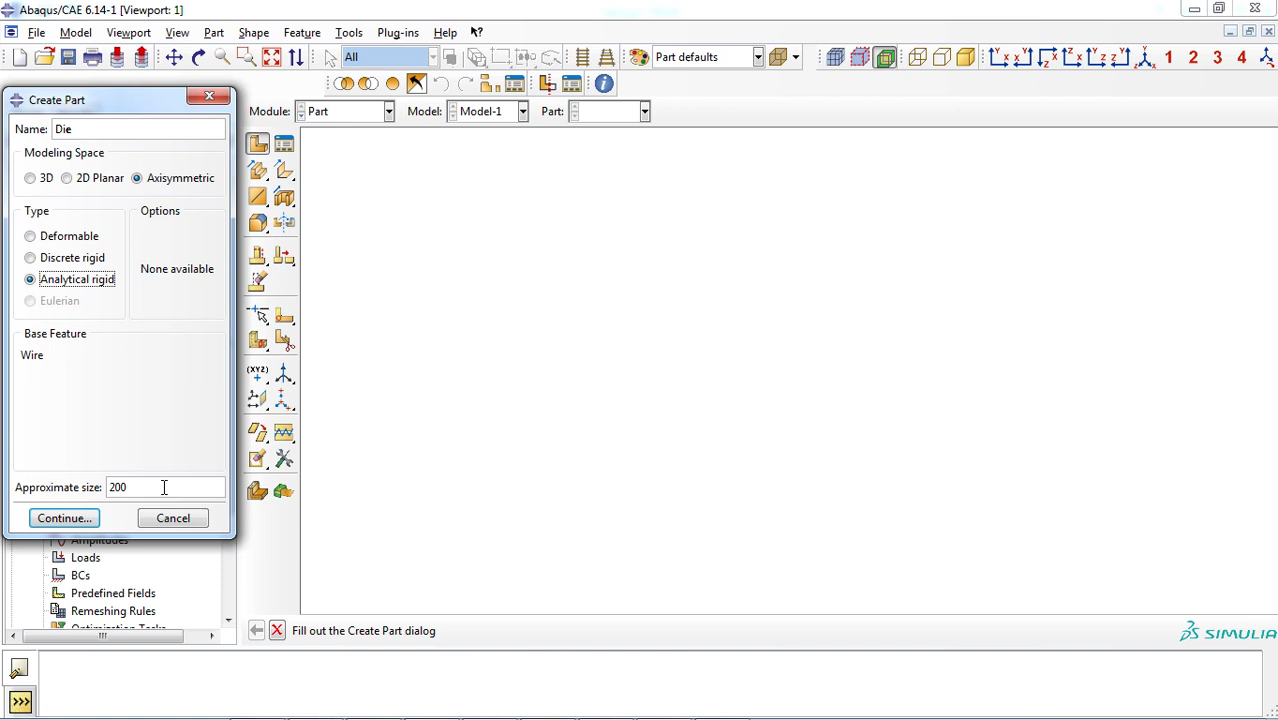 Abaqus/CAE 6.14-1 [Viewport: 1]
File Model Viewport View Part Shape Feature Tools Plug-ins Help
All
Part defaults
1 2 3 4
Create Part
Module: Part Model: Model-1 Part:
Name: Die
Modeling Space
3D 2D Planar Axisymmetric
Type Options
Deformable
Discrete rigid
None available
Analytical rigid
Eulerian
Base Feature
Wire
(XYZ)
Approximate size: 200
Continue... Cancel
Amplitudes
Loads
BCs
Predefined Fields
Remeshing Rules
Optimization Tasks
Fill out the Create Part dialog
SIMULIA
>>>